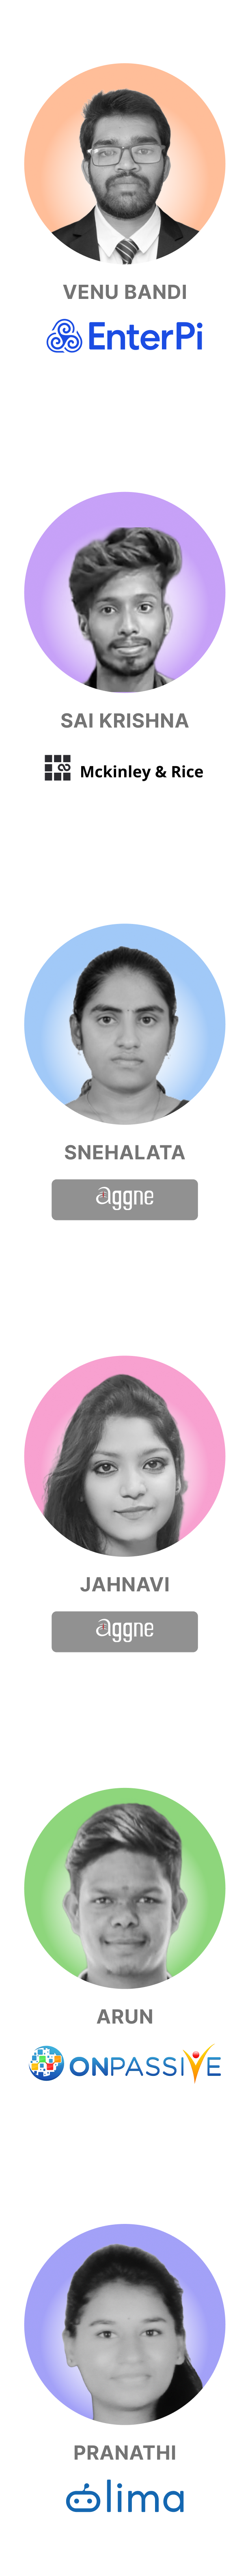 VENU BANDI
EnterPi
SAI KRISHNA
Mckinley & Rice
SNEHALATA
aggne
JAHNAVI
aggne
ARUN
ONPASSIVE
PRANATHI
lima